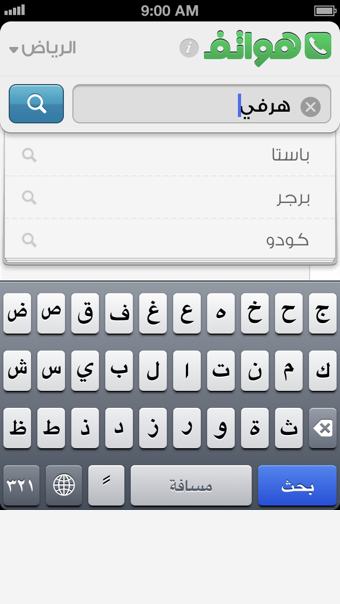 9:00 AM
هواتف i الرياض
هرفي
باستا
برجر
كودو
ج ح خ ه ع غ ف ق ص ض
ك م ن ت ا ل ب ي س ش
ث ة و ر ز د ذ ط ظ
بحث مسافة ً ٣٢١